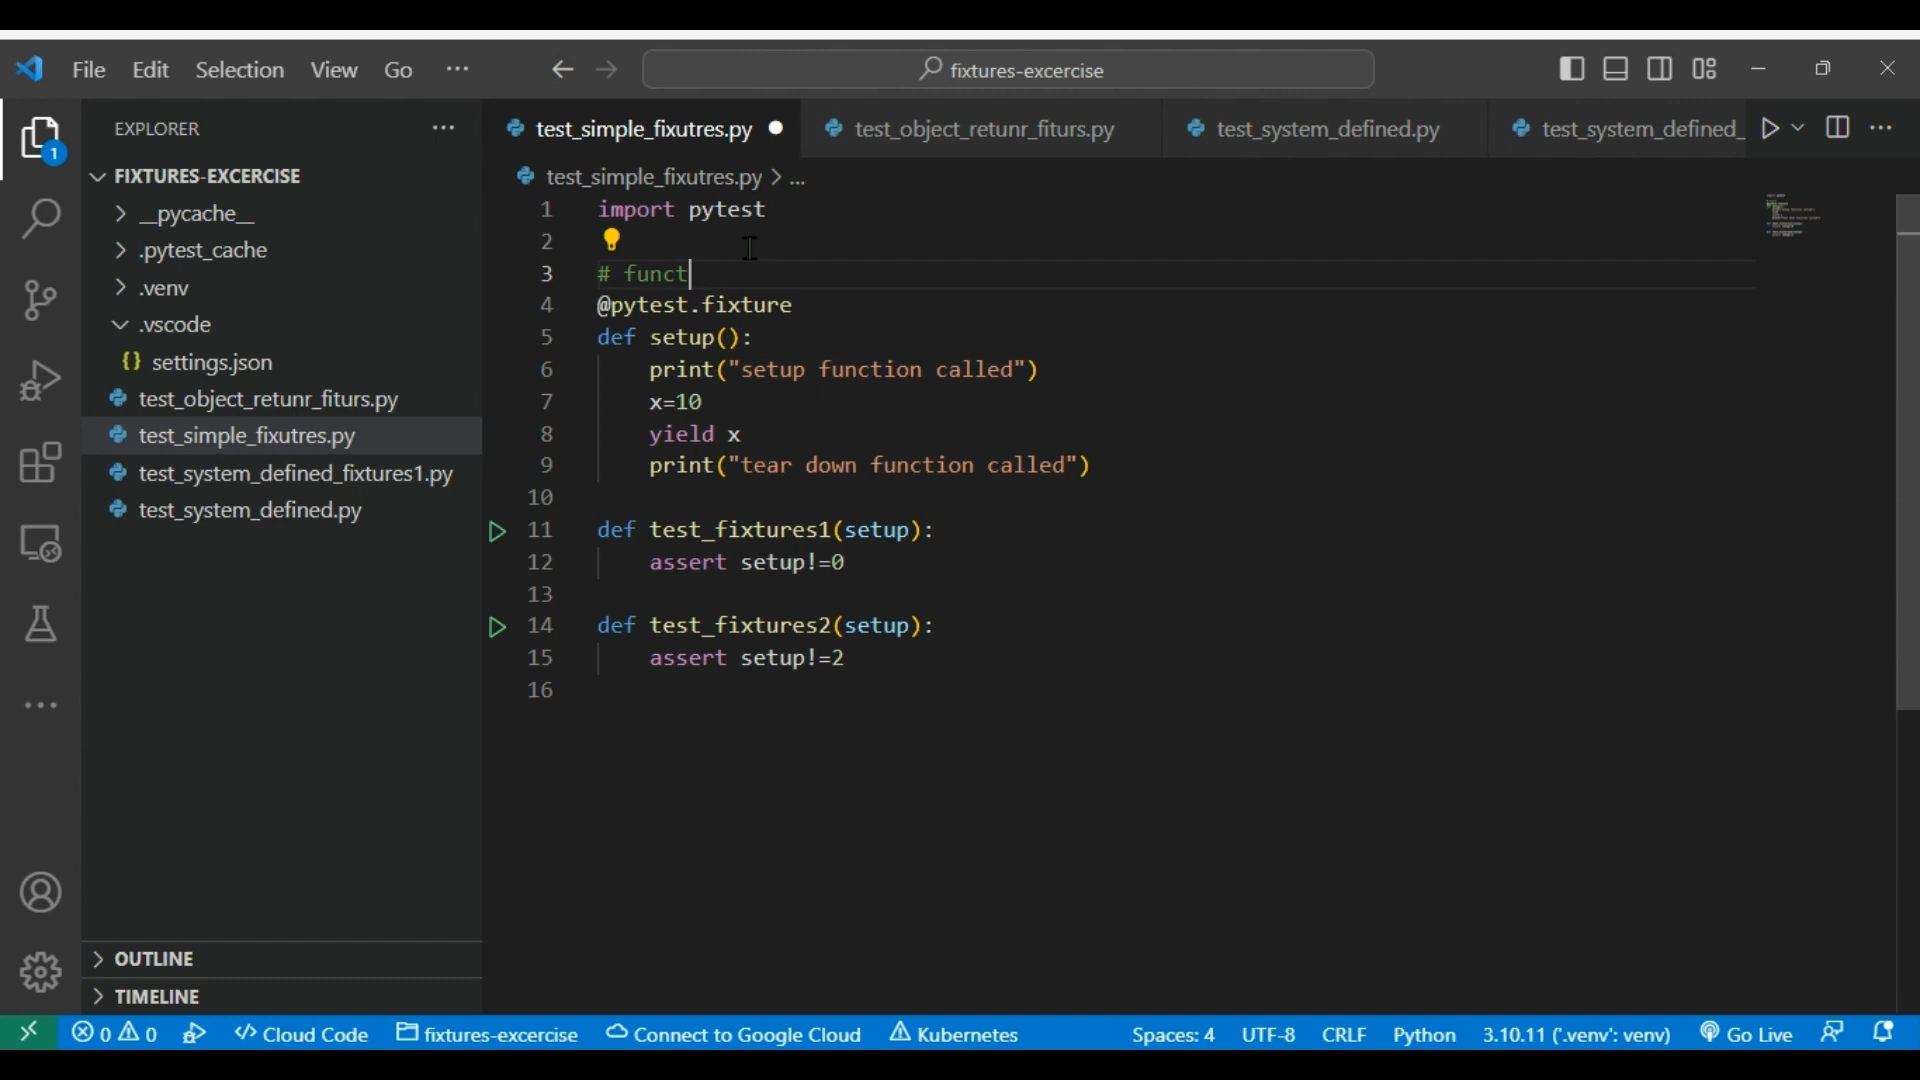 File Edit Selection View Go ... fixtures-excercise
EXPLORER ...
FIXTURES-EXCERCISE
__pycache__
.pytest_cache
.venv
.vscode
{} settings.json
test_object_retunr_fiturs.py
test_simple_fixutres.py
test_system_defined_fixtures1.py
test_system_defined.py
OUTLINE
TIMELINE
1
test_simple_fixutres.py test_object_retunr_fiturs.py test_system_defined.py test_system_defined_
test_simple_fixutres.py > ...
1 import pytest
2
3 # funct
4 @pytest.fixture
5 def setup():
6 print("setup function called")
7 x=10
8 yield x
9 print("tear down function called")
10
11 def test_fixtures1(setup):
12 assert setup!=0
13
14 def test_fixtures2(setup):
15 assert setup!=2
16
0 0 Cloud Code fixtures-excercise Connect to Google Cloud Kubernetes Spaces: 4 UTF-8 CRLF Python 3.10.11 ('.venv': venv) Go Live